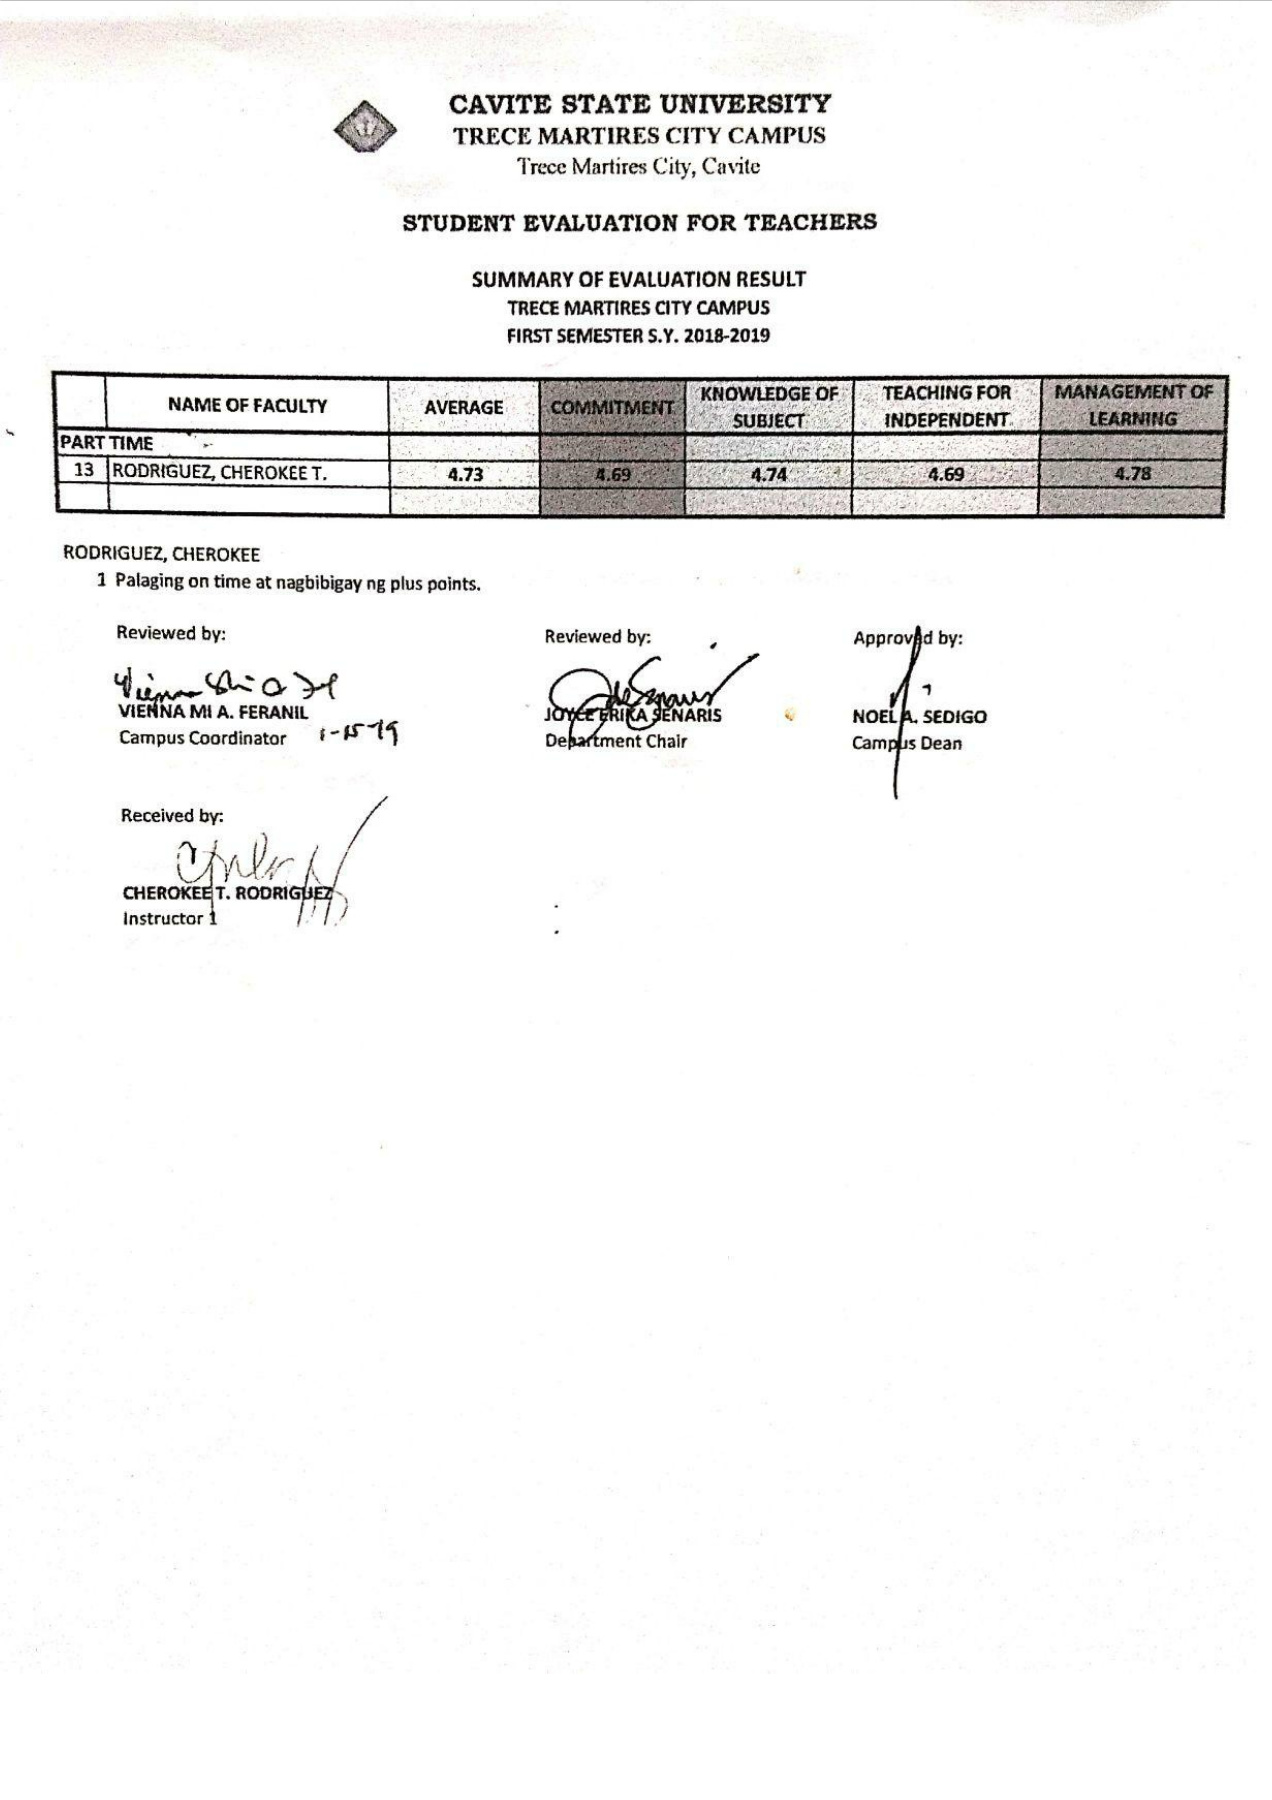 CAVITE STATE UNIVERSITY
TRECE MARTIRES CITY CAMPUS
Trece Martires City, Cavite
STUDENT EVALUATION FOR TEACHERS
SUMMARY OF EVALUATION RESULT
TRECE MARTIRES CITY CAMPUS
FIRST SEMESTER S.Y. 2018-2019
NAME OF FACULTY AVERAGE COMMITMENT KNOWLEDGE OF SUBJECT TEACHING FOR INDEPENDENT MANAGEMENT OF LEARNING
PART TIME
13 RODRIGUEZ, CHEROKEE T. 4.73 4.69 4.74 4.69 4.78
RODRIGUEZ, CHEROKEE
1 Palaging on time at nagbibigay ng plus points.
Reviewed by: Reviewed by: Approved by:
VIENNA MI A. FERANIL JOYCE ERIKA SENARIS NOEL A. SEDIGO
Campus Coordinator 1-15-19 Department Chair Campus Dean
Received by:
CHEROKEE T. RODRIGUEZ
Instructor 1